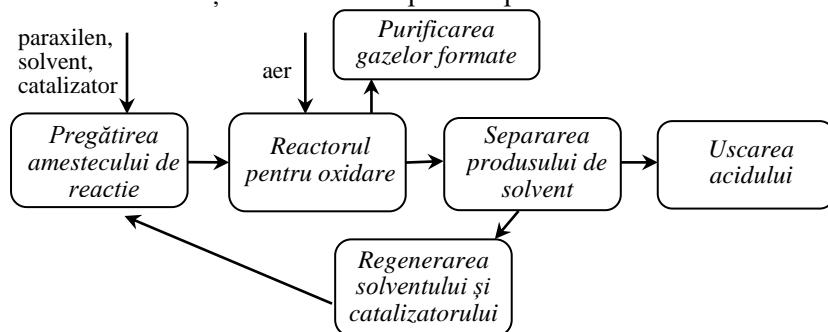 Purificarea
gazelor formate
paraxilen,
solvent,
catalizator
aer
Pregătirea
amestecului de
reactie
Reactorul
pentru oxidare
Separarea
produsului de
solvent
Uscarea
acidului
Regenerarea
solventului și
catalizatorului